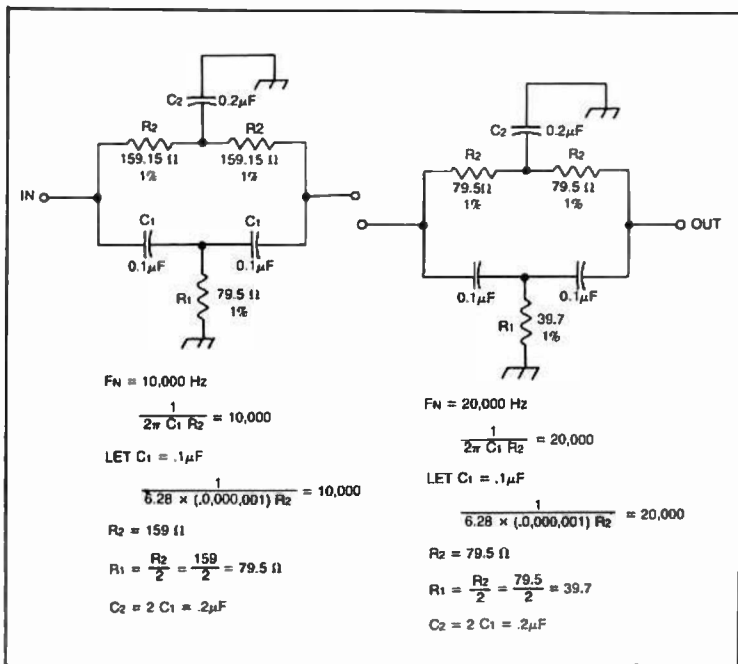 C2 0.2µF
R2 R2
159.15 Ω 159.15 Ω
1% 1%
IN
C1 C1
0.1µF 0.1µF
R1 79.5 Ω
1%
FN = 10,000 Hz
1 / 2π C1 R2 = 10,000
LET C1 = .1µF
1 / 6.28 × (.0,000,001) R2 = 10,000
R2 = 159 Ω
R1 = R2 / 2 = 159 / 2 = 79.5 Ω
C2 = 2 C1 = .2µF
C2 0.2µF
R2 R2
79.5Ω 79.5 Ω
1% 1%
OUT
0.1µF 0.1µF
R1 39.7
1%
FN = 20,000 Hz
1 / 2π C1 R2 = 20,000
LET C1 = .1µF
1 / 6.28 × (.0,000,001) R2 = 20,000
R2 = 79.5 Ω
R1 = R2 / 2 = 79.5 / 2 = 39.7
C2 = 2 C1 = .2µF